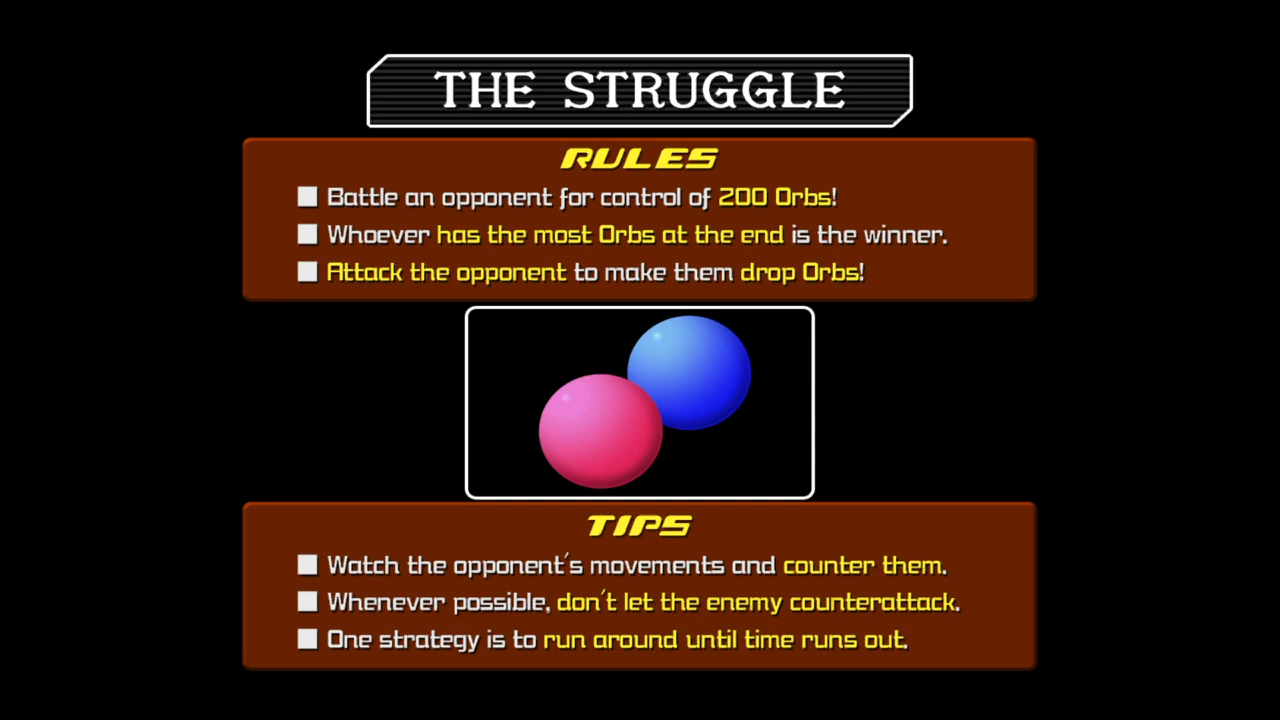 THE STRUGGLE
RULES
Battle an opponent for control of 200 Orbs!
Whoever has the most Orbs at the end is the winner.
Attack the opponent to make them drop Orbs!
TIPS
Watch the opponent's movements and counter them.
Whenever possible, don't let the enemy counterattack.
One strategy is to run around until time runs out.